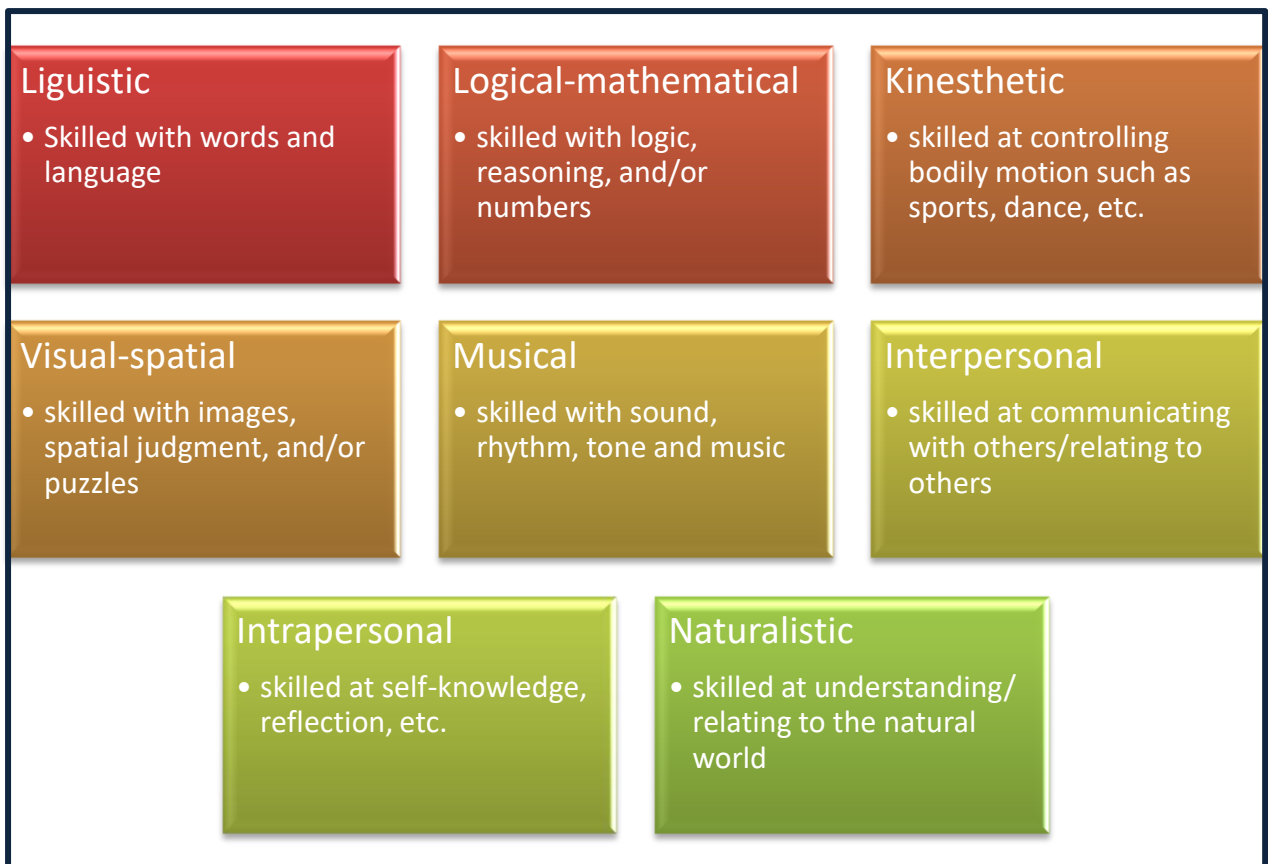 Liguistic
• Skilled with words and
language
Logical-mathematical
• skilled with logic,
reasoning, and/or
numbers
Kinesthetic
• skilled at controlling
bodily motion such as
sports, dance, etc.
Visual-spatial
• skilled with images,
spatial judgment, and/or
puzzles
Musical
• skilled with sound,
rhythm, tone and music
Interpersonal
• skilled at communicating
with others/relating to
others
Intrapersonal
• skilled at self-knowledge,
reflection, etc.
Naturalistic
• skilled at understanding/
relating to the natural
world